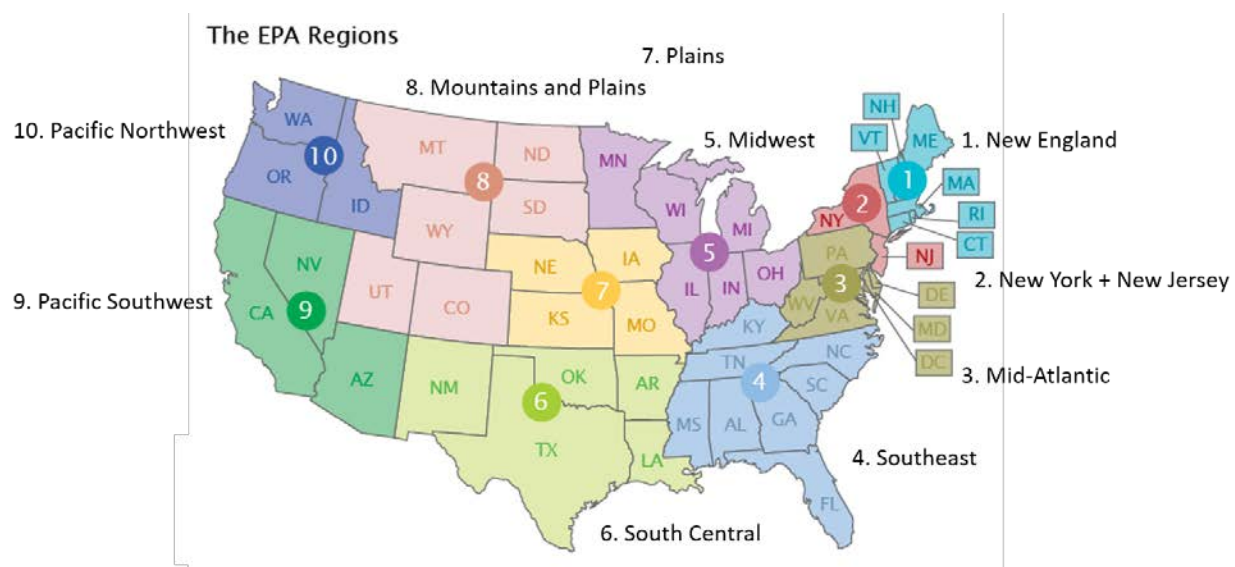 The EPA Regions
7. Plains
8. Mountains and Plains
10. Pacific Northwest
5. Midwest
1. New England
9. Pacific Southwest
2. New York + New Jersey
3. Mid-Atlantic
4. Southeast
6. South Central
WA
OR
ID
10
MT
ND
SD
WY
UT
CO
8
MN
WI
MI
IL
IN
OH
5
NH
VT
ME
MA
RI
CT
1
NY
NJ
2
PA
WV
VA
DE
MD
DC
3
NV
CA
AZ
9
NE
IA
KS
MO
7
NM
OK
AR
TX
LA
6
KY
TN
NC
SC
MS
AL
GA
FL
4